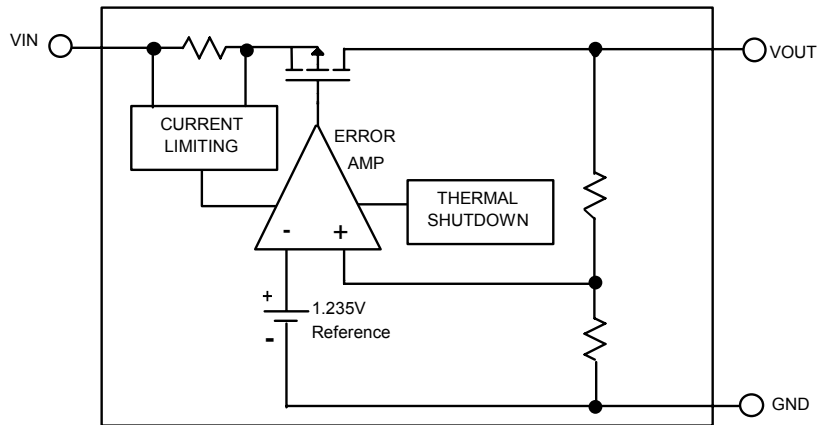 VIN
VOUT
CURRENT
LIMITING
ERROR
AMP
THERMAL
SHUTDOWN
- +
+
1.235V
Reference
-
GND